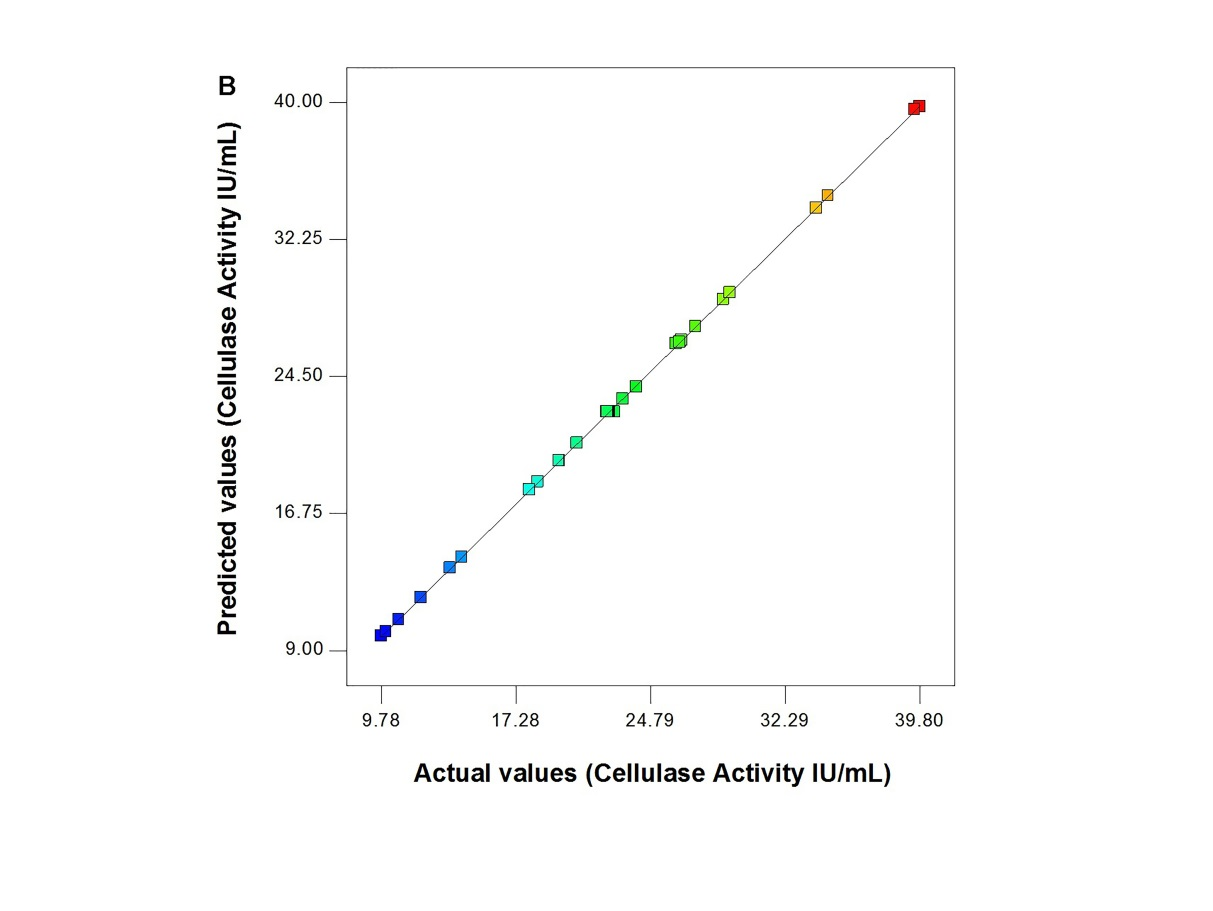 B
Predicted values (Cellulase Activity IU/mL)
40.00
32.25
24.50
16.75
9.00
9.78 17.28 24.79 32.29 39.80
Actual values (Cellulase Activity IU/mL)